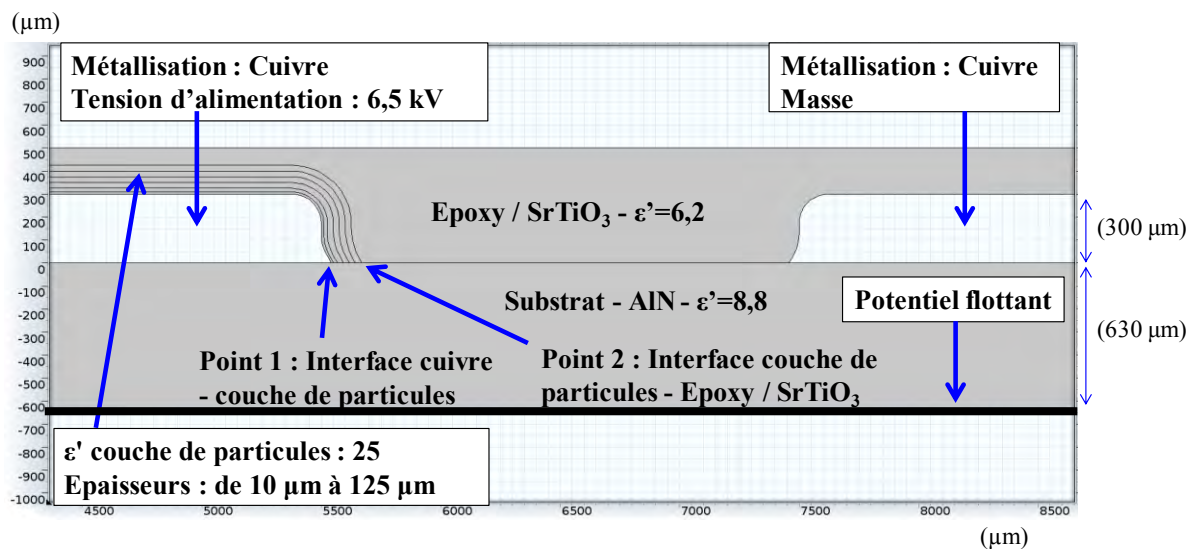 (µm)
Métallisation : Cuivre
Tension d'alimentation : 6,5 kV
Métallisation : Cuivre
Masse
900
800
700
600
500
400
300
200
100
0
-100
-200
-300
-400
-500
-600
-700
-800
-900
-1000
Epoxy / SrTiO3 - ε'=6,2
(300 µm)
Substrat - AlN - ε'=8,8
Potentiel flottant
(630 µm)
Point 1 : Interface cuivre
- couche de particules
Point 2 : Interface couche de
particules - Epoxy / SrTiO3
ε' couche de particules : 25
Epaisseurs : de 10 µm à 125 µm
4500 5000 5500 6000 6500 7000 7500 8000 8500
(µm)